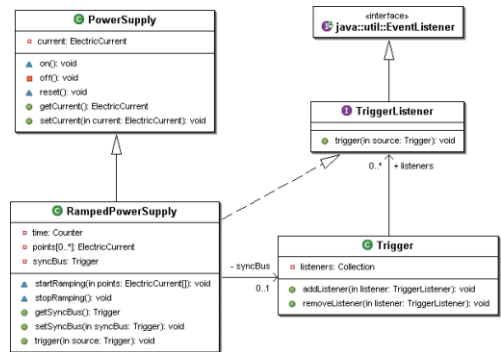 PowerSupply
current: ElectricCurrent
on(): void
off(): void
reset(): void
getCurrent(): ElectricCurrent
setCurrent(in current: ElectricCurrent): void
«interface»
java::util::EventListener
TriggerListener
trigger(in source: Trigger): void
0..* + listeners
RampedPowerSupply
time: Counter
points[0..*]: ElectricCurrent
syncBus: Trigger
startRamping(in points: ElectricCurrent[]): void
stopRamping(): void
getSyncBus(): Trigger
setSyncBus(in syncBus: Trigger): void
trigger(in source: Trigger): void
- syncBus
0..1
Trigger
listeners: Collection
addListener(in listener: TriggerListener): void
removeListener(in listener: TriggerListener): void